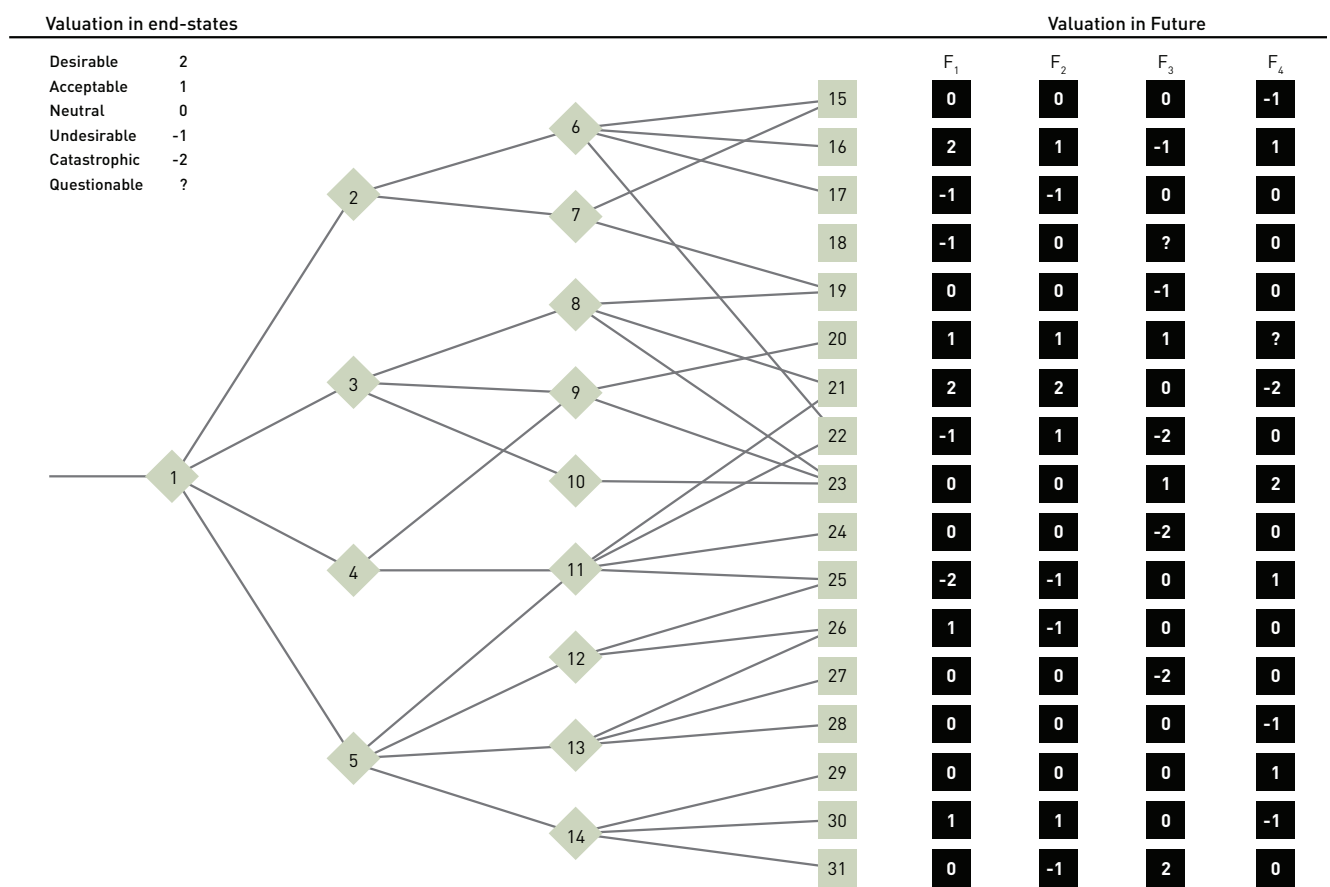 Valuation in end-states
Desirable 2
Acceptable 1
Neutral 0
Undesirable -1
Catastrophic -2
Questionable ?
1
2
3
4
5
6
7
8
9
10
11
12
13
14
Valuation in Future
F1 F2 F3 F4
15 0 0 0 -1
16 2 1 -1 1
17 -1 -1 0 0
18 -1 0 ? 0
19 0 0 -1 0
20 1 1 1 ?
21 2 2 0 -2
22 -1 1 -2 0
23 0 0 1 2
24 0 0 -2 0
25 -2 -1 0 1
26 1 -1 0 0
27 0 0 -2 0
28 0 0 0 -1
29 0 0 0 1
30 1 1 0 -1
31 0 -1 2 0